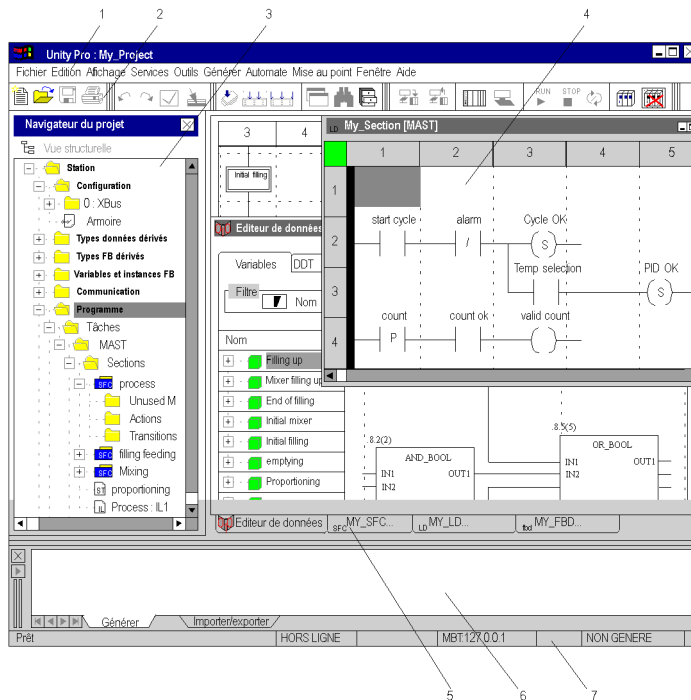 1 2 3 4
Unity Pro : My_Project
Fichier Edition Affichage Services Outils Générer Automate Mise au point Fenêtre Aide
RUN STOP
Navigateur du projet
Vue structurelle
Station
Configuration
0 : XBus
Armoire
Types données dérivés
Types FB dérivés
Variables et instances FB
Communication
Programme
Tâches
MAST
Sections
SFC process
Unused M
Actions
Transitions
SFC filling feeding
SFC Mixing
ST proportioning
IL Process : IL1
3 4
Initial filling
Editeur de données
Variables DDT
Filtre
Nom
Nom
Filling up
Mixer filling up
End of filling
Initial mixer
Initial filling
emptying
Proportioning
LD My_Section [MAST]
1 2 3 4 5
1
start cycle alarm Cycle OK
2 / S
Temp selection PID OK
3 S
count count ok valid count
4 P
.8.2(2)
AND_BOOL
IN1 OUT1
IN2
.8.5(5)
OR_BOOL
IN1 OUT1
IN2
Editeur de données SFC MY_SFC... LD MY_LD... fbd MY_FBD...
Générer Importer/exporter
Prêt HORS LIGNE MBT:127.0.0.1 NON GENERE
5 6 7